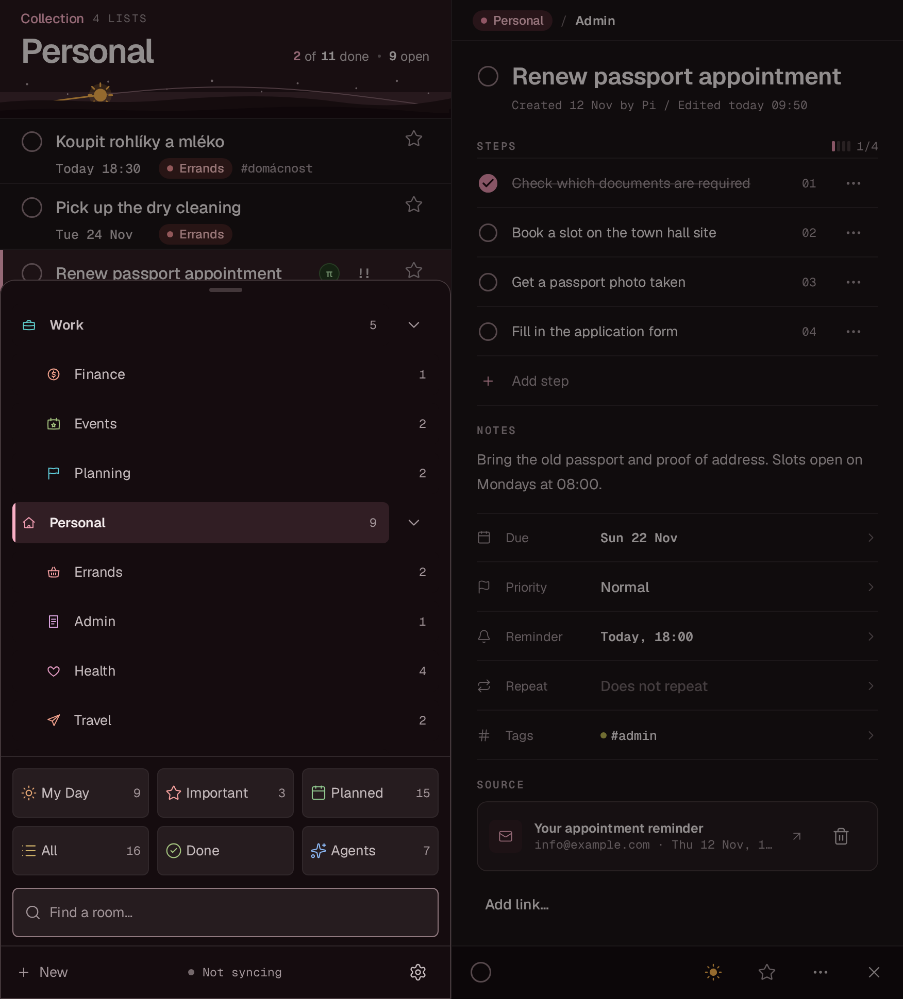 Collection 4 LISTS
Personal
2 of 11 done • 9 open
Koupit rohlíky a mléko
Today 18:30 Errands #domácnost
Pick up the dry cleaning
Tue 24 Nov Errands
Renew passport appointment π !!
Work 5
Finance 1
Events 2
Planning 2
Personal 9
Errands 2
Admin 1
Health 4
Travel 2
My Day 9
Important 3
Planned 15
All 16
Done
Agents 7
Find a room…
+ New
Not syncing
Personal / Admin
Renew passport appointment
Created 12 Nov by Pi / Edited today 09:50
STEPS 1/4
Check which documents are required 01
Book a slot on the town hall site 02
Get a passport photo taken 03
Fill in the application form 04
+ Add step
NOTES
Bring the old passport and proof of address. Slots open on
Mondays at 08:00.
Due Sun 22 Nov
Priority Normal
Reminder Today, 18:00
Repeat Does not repeat
Tags #admin
SOURCE
Your appointment reminder
info@example.com · Thu 12 Nov, 1…
Add link…